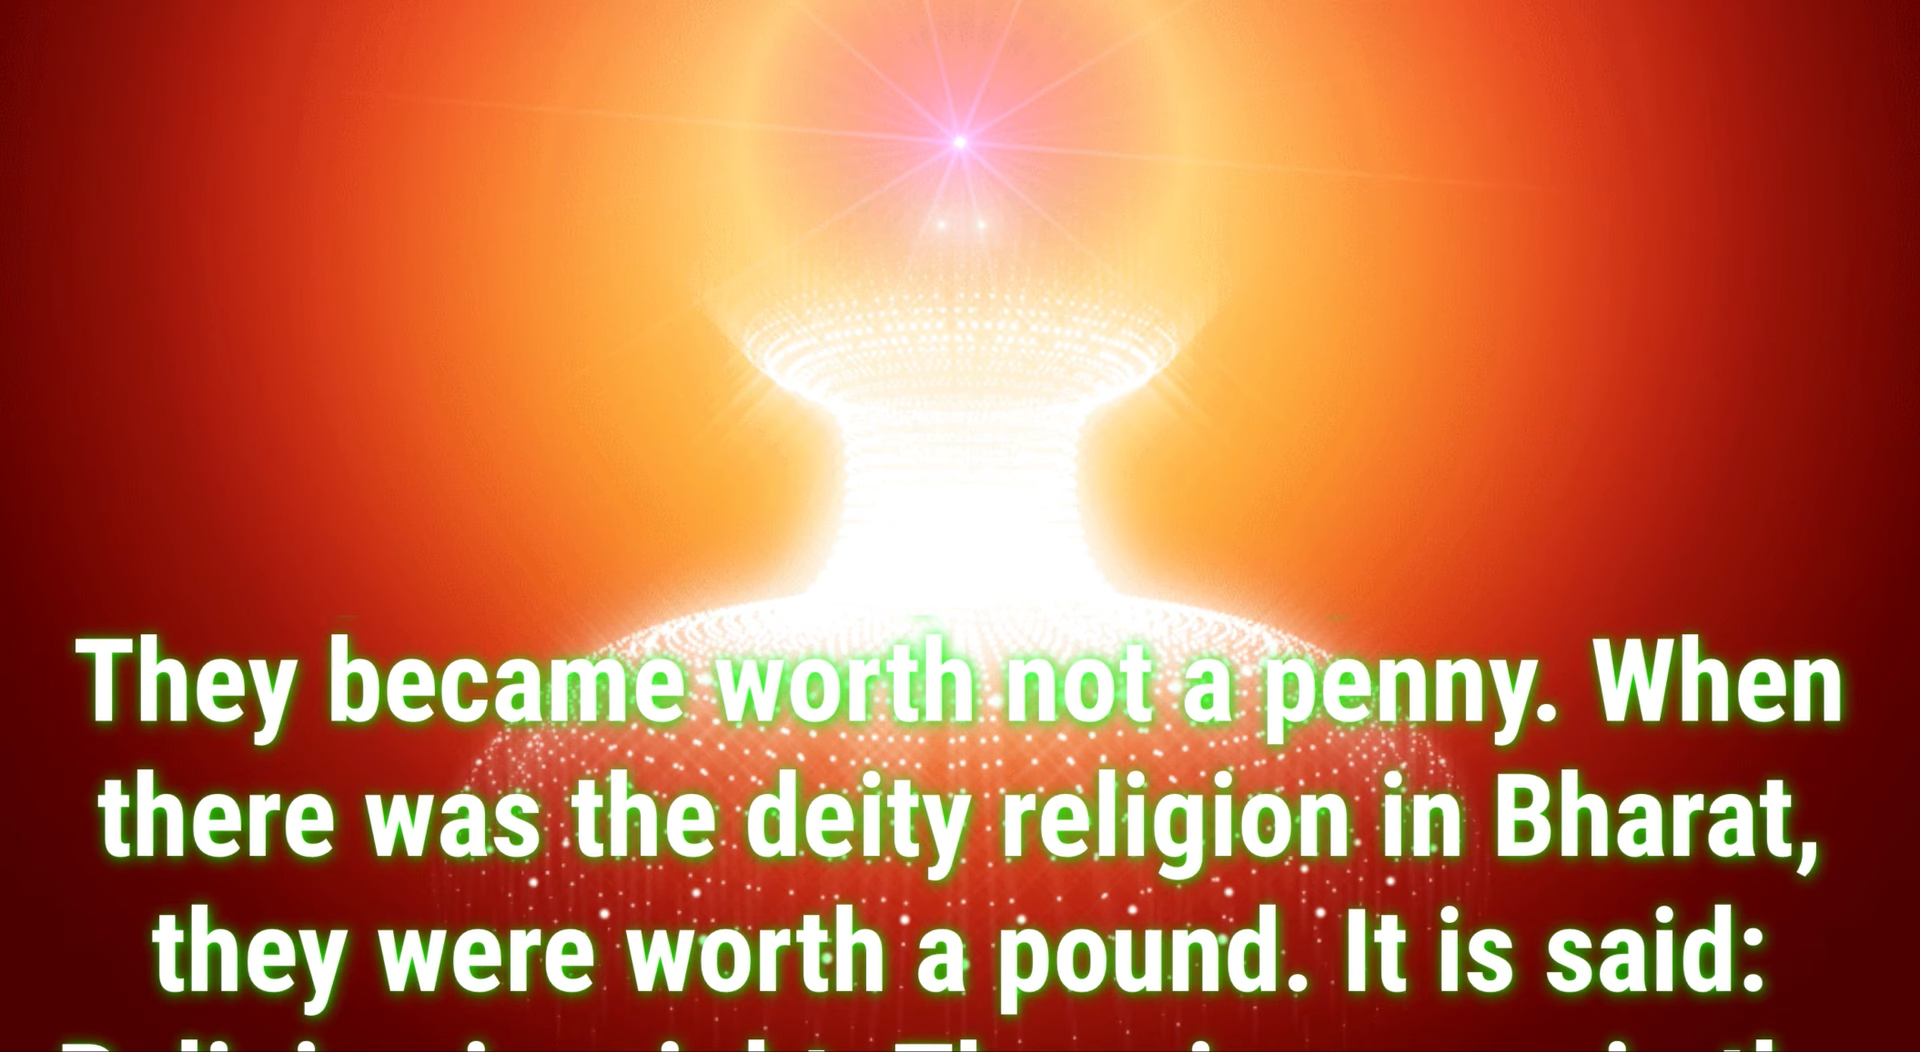 They became worth not a penny. When
there was the deity religion in Bharat,
they were worth a pound. It is said: